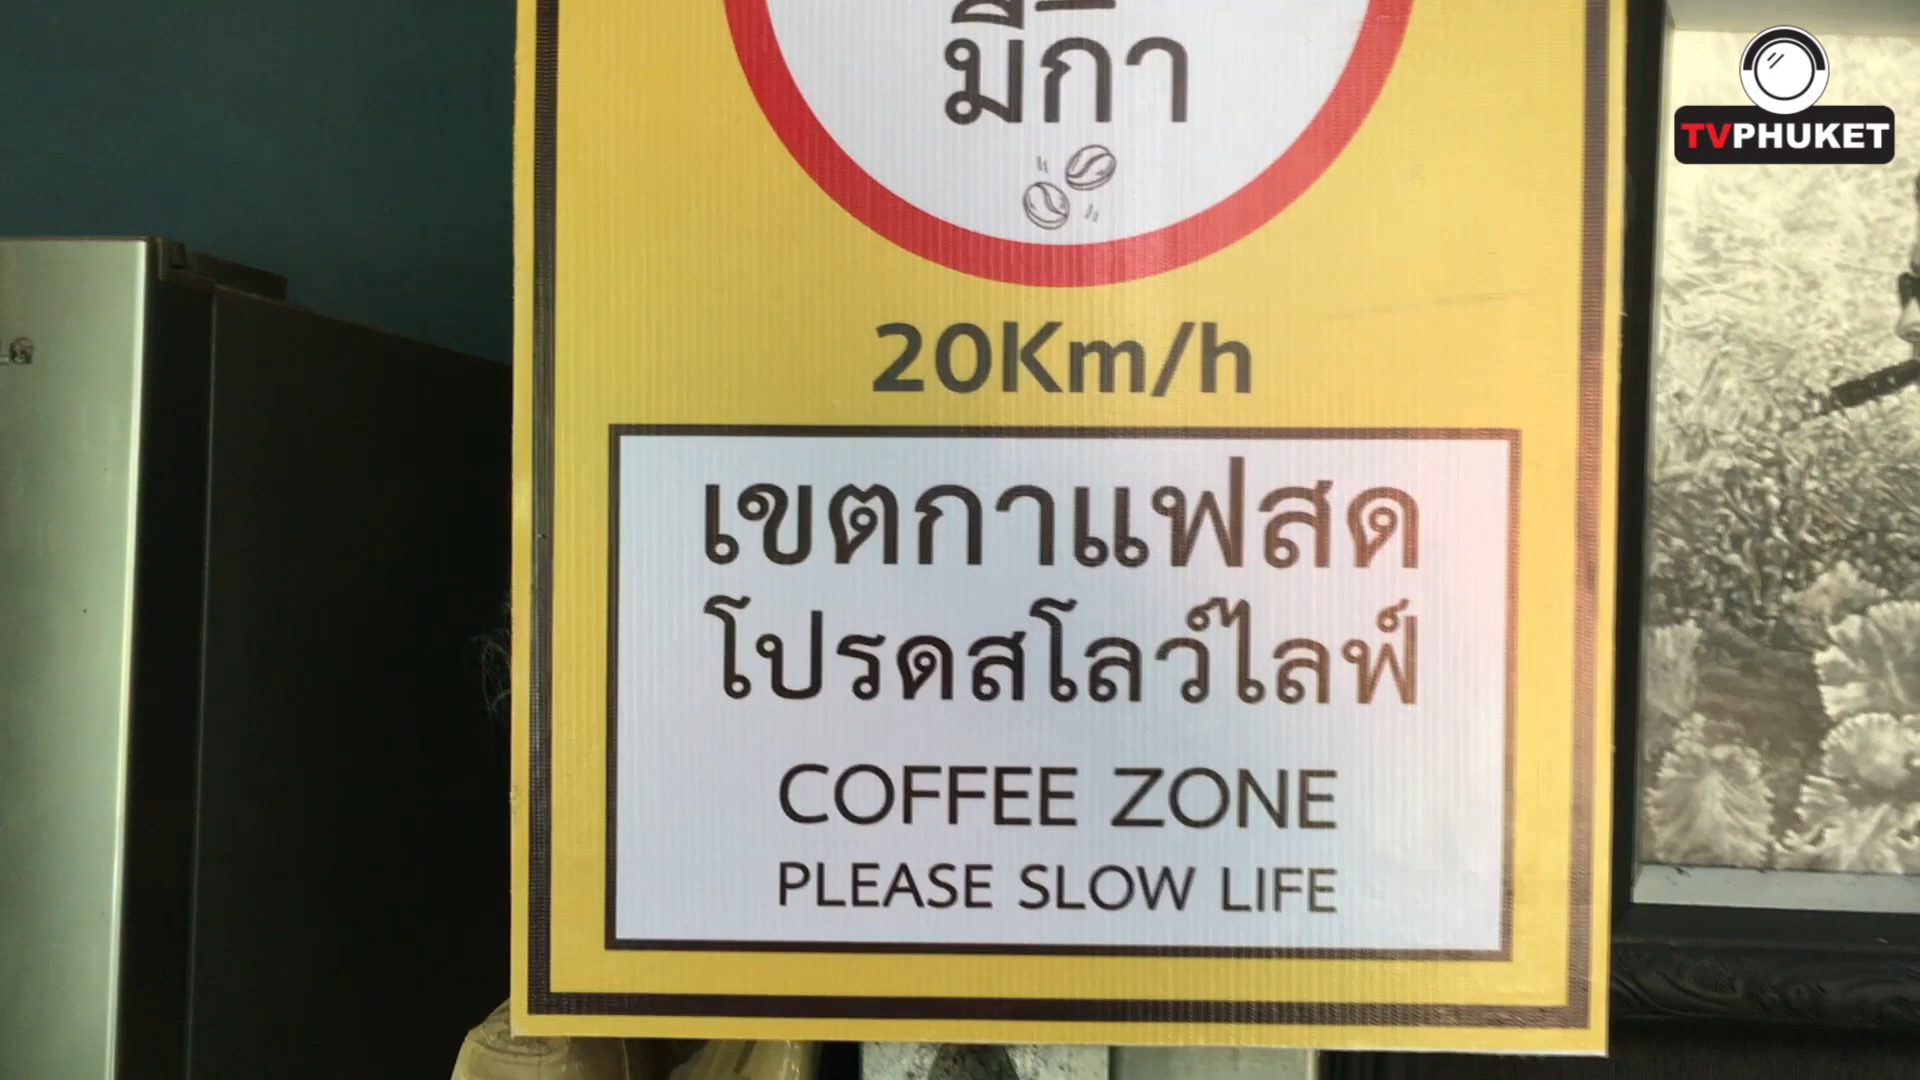 มีกา
TVPHUKET
20Km/h
เขตกาแฟสด
โปรดสโลว์ไลฟ์
COFFEE ZONE
PLEASE SLOW LIFE